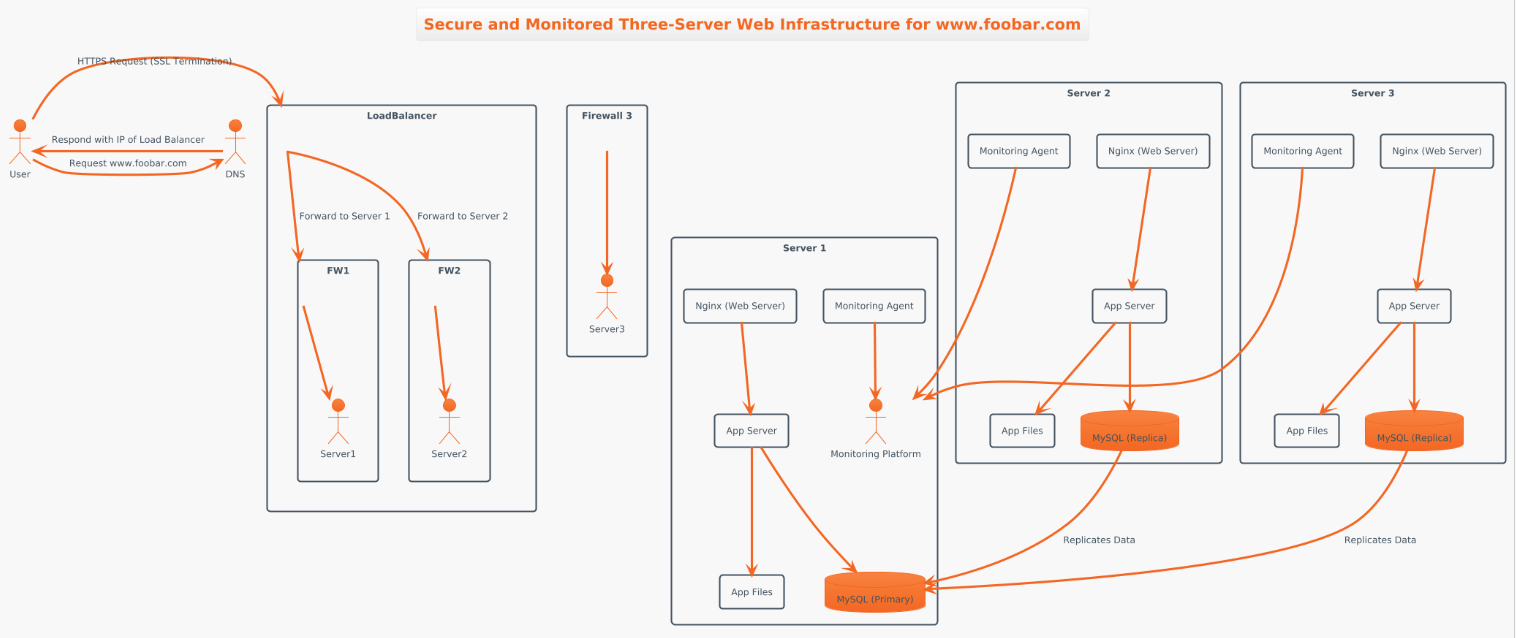 Secure and Monitored Three-Server Web Infrastructure for www.foobar.com
HTTPS Request (SSL Termination)
Respond with IP of Load Balancer
Request www.foobar.com
User
DNS
LoadBalancer
Forward to Server 1
Forward to Server 2
FW1
FW2
Server1
Server2
Firewall 3
Server3
Server 1
Nginx (Web Server)
Monitoring Agent
App Server
Monitoring Platform
App Files
MySQL (Primary)
Server 2
Monitoring Agent
Nginx (Web Server)
App Server
App Files
MySQL (Replica)
Replicates Data
Server 3
Monitoring Agent
Nginx (Web Server)
App Server
App Files
MySQL (Replica)
Replicates Data